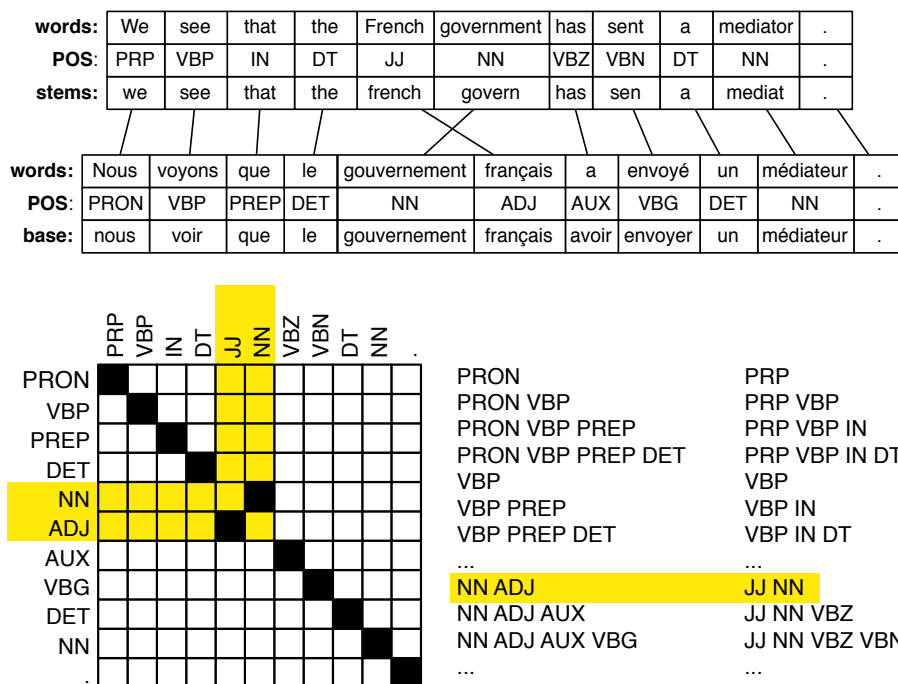 words: We see that the French government has sent a mediator .
POS: PRP VBP IN DT JJ NN VBZ VBN DT NN .
stems: we see that the french govern has sen a mediat .
words: Nous voyons que le gouvernement français a envoyé un médiateur .
POS: PRON VBP PREP DET NN ADJ AUX VBG DET NN .
base: nous voir que le gouvernement français avoir envoyer un médiateur .
PRP VBP IN DT JJ NN VBZ VBN DT NN .
PRON
VBP
PREP
DET
NN
ADJ
AUX
VBG
DET
NN
.
PRON PRP
PRON VBP PRP VBP
PRON VBP PREP PRP VBP IN
PRON VBP PREP DET PRP VBP IN DT
VBP VBP
VBP PREP VBP IN
VBP PREP DET VBP IN DT
... ...
NN ADJ JJ NN
NN ADJ AUX JJ NN VBZ
NN ADJ AUX VBG JJ NN VBZ VBN
... ...